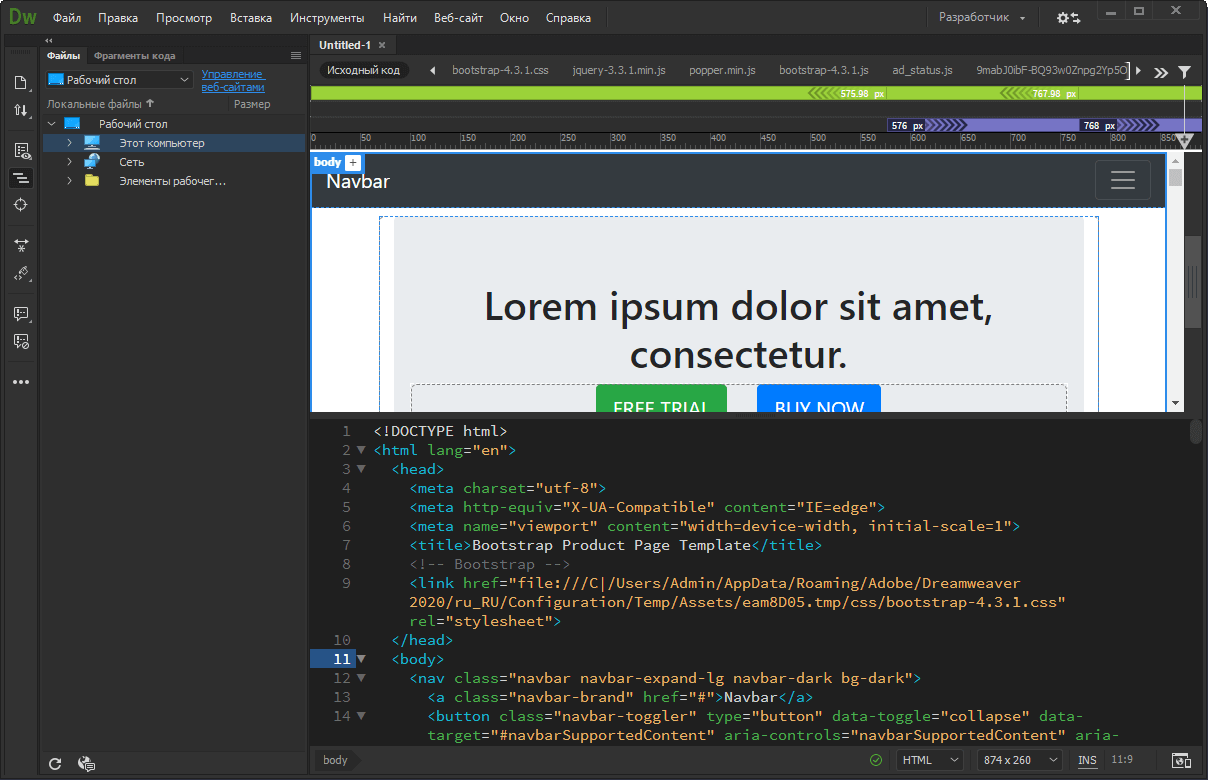 Dw Файл Правка Просмотр Вставка Инструменты Найти Веб-сайт Окно Справка Разработчик
Файлы Фрагменты кода
Рабочий стол Управление
веб-сайтами
Локальные файлы Размер
Рабочий стол
Этот компьютер
Сеть
Элементы рабочег...
Untitled-1
Исходный код bootstrap-4.3.1.css jquery-3.3.1.min.js popper.min.js bootstrap-4.3.1.js ad_status.js
575.98 px 767.98 px
576 px 768 px
0 50 100 150 200 250 300 350 400 450 500 550 600 650 700 750 800 850
body +
Navbar
Lorem ipsum dolor sit amet,
consectetur.
FREE TRIAL BUY NOW
1 <!DOCTYPE html>
2 <html lang="en">
3 <head>
4 <meta charset="utf-8">
5 <meta http-equiv="X-UA-Compatible" content="IE=edge">
6 <meta name="viewport" content="width=device-width, initial-scale=1">
7 <title>Bootstrap Product Page Template</title>
8 <!-- Bootstrap -->
9 <link href="file:///C|/Users/Admin/AppData/Roaming/Adobe/Dreamweaver
2020/ru_RU/Configuration/Temp/Assets/eam8D05.tmp/css/bootstrap-4.3.1.css"
rel="stylesheet">
10 </head>
11 <body>
12 <nav class="navbar navbar-expand-lg navbar-dark bg-dark">
13 <a class="navbar-brand" href="#">Navbar</a>
14 <button class="navbar-toggler" type="button" data-toggle="collapse" data-
target="#navbarSupportedContent" aria-controls="navbarSupportedContent" aria-
body HTML 874 x 260 INS 11:9